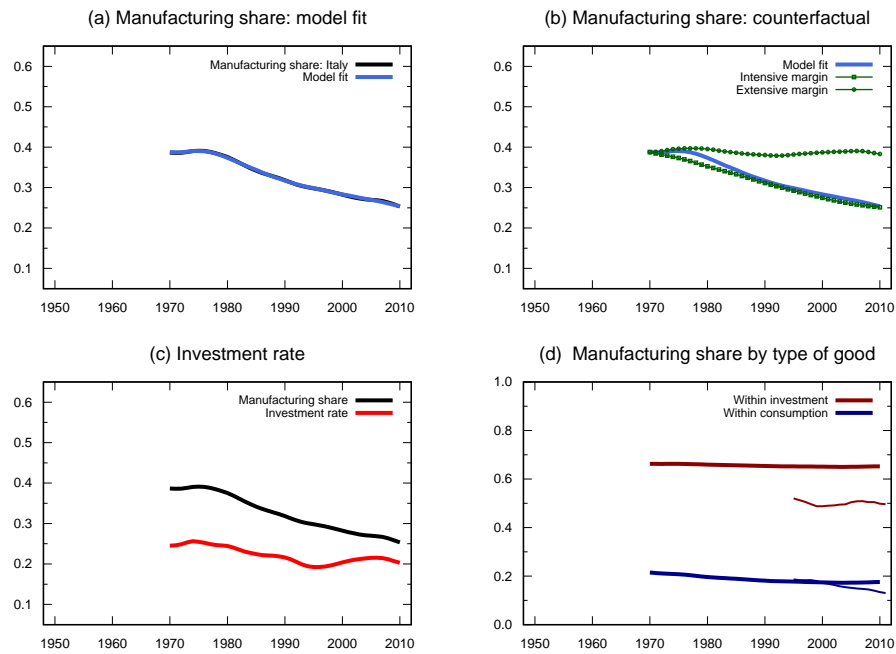 (a) Manufacturing share: model fit
0.6
0.5
0.4
0.3
0.2
0.1
Manufacturing share: Italy
Model fit
1950 1960 1970 1980 1990 2000 2010
(b) Manufacturing share: counterfactual
0.6
0.5
0.4
0.3
0.2
0.1
Model fit
Intensive margin
Extensive margin
1950 1960 1970 1980 1990 2000 2010
(c) Investment rate
0.6
0.5
0.4
0.3
0.2
0.1
Manufacturing share
Investment rate
1950 1960 1970 1980 1990 2000 2010
(d) Manufacturing share by type of good
1.0
0.8
0.6
0.4
0.2
0.0
Within investment
Within consumption
1950 1960 1970 1980 1990 2000 2010